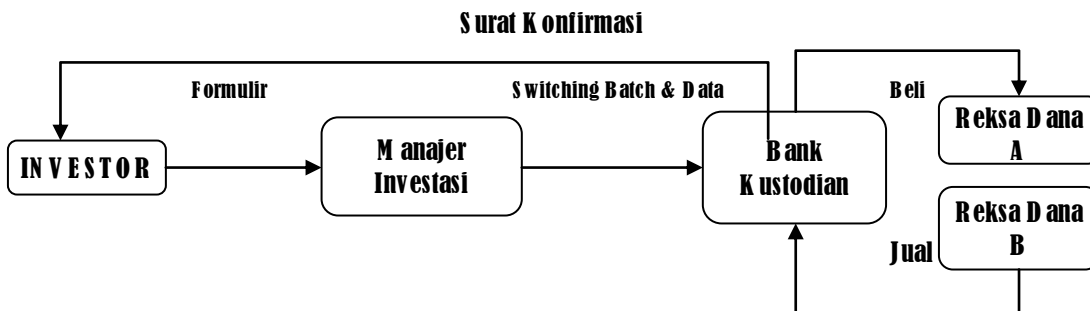 Surat Konfirmasi
Formulir
Switching Batch & Data
Beli
INVESTOR
Manajer
Investasi
Bank
Kustodian
Reksa Dana
A
Reksa Dana
B
Jual